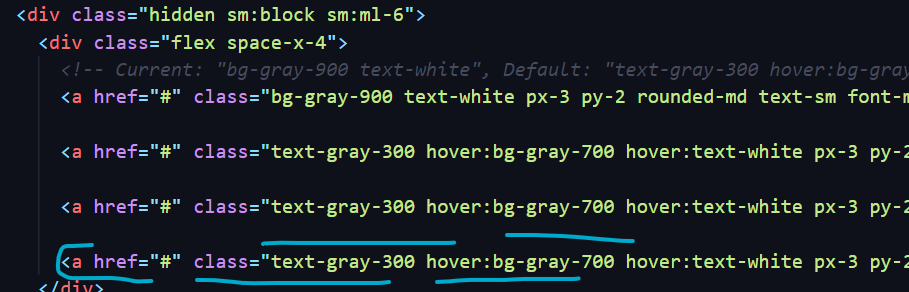 <div class="hidden sm:block sm:ml-6">
<div class="flex space-x-4">
<!-- Current: "bg-gray-900 text-white", Default: "text-gray-300 hover:bg-gray
<a href="#" class="bg-gray-900 text-white px-3 py-2 rounded-md text-sm font-m
<a href="#" class="text-gray-300 hover:bg-gray-700 hover:text-white px-3 py-2
<a href="#" class="text-gray-300 hover:bg-gray-700 hover:text-white px-3 py-2
<a href="#" class="text-gray-300 hover:bg-gray-700 hover:text-white px-3 py-2
</div>